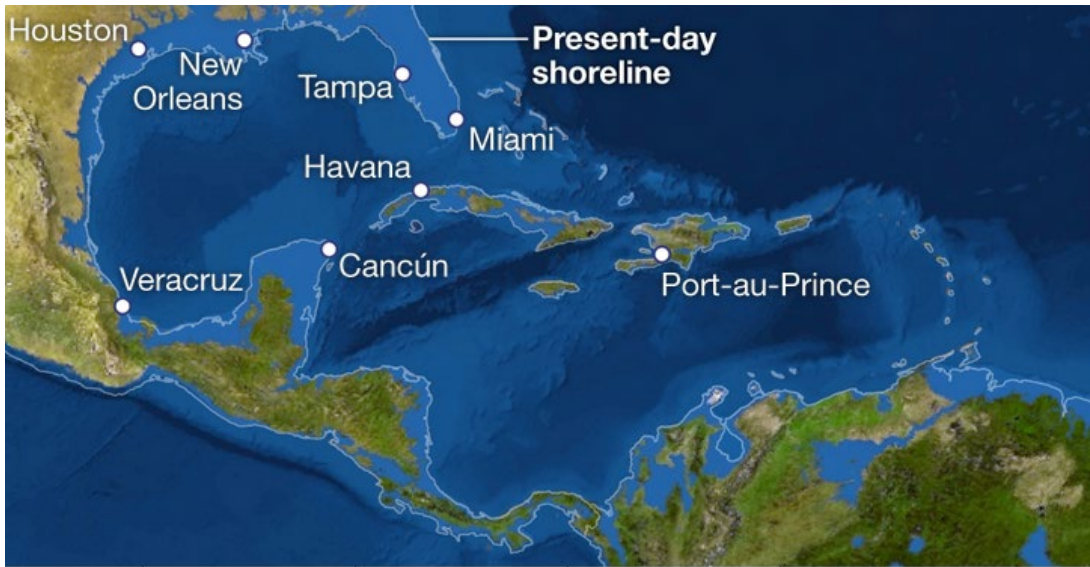 Houston
New
Orleans
Tampa
Present-day
shoreline
Miami
Havana
Cancún
Veracruz
Port-au-Prince